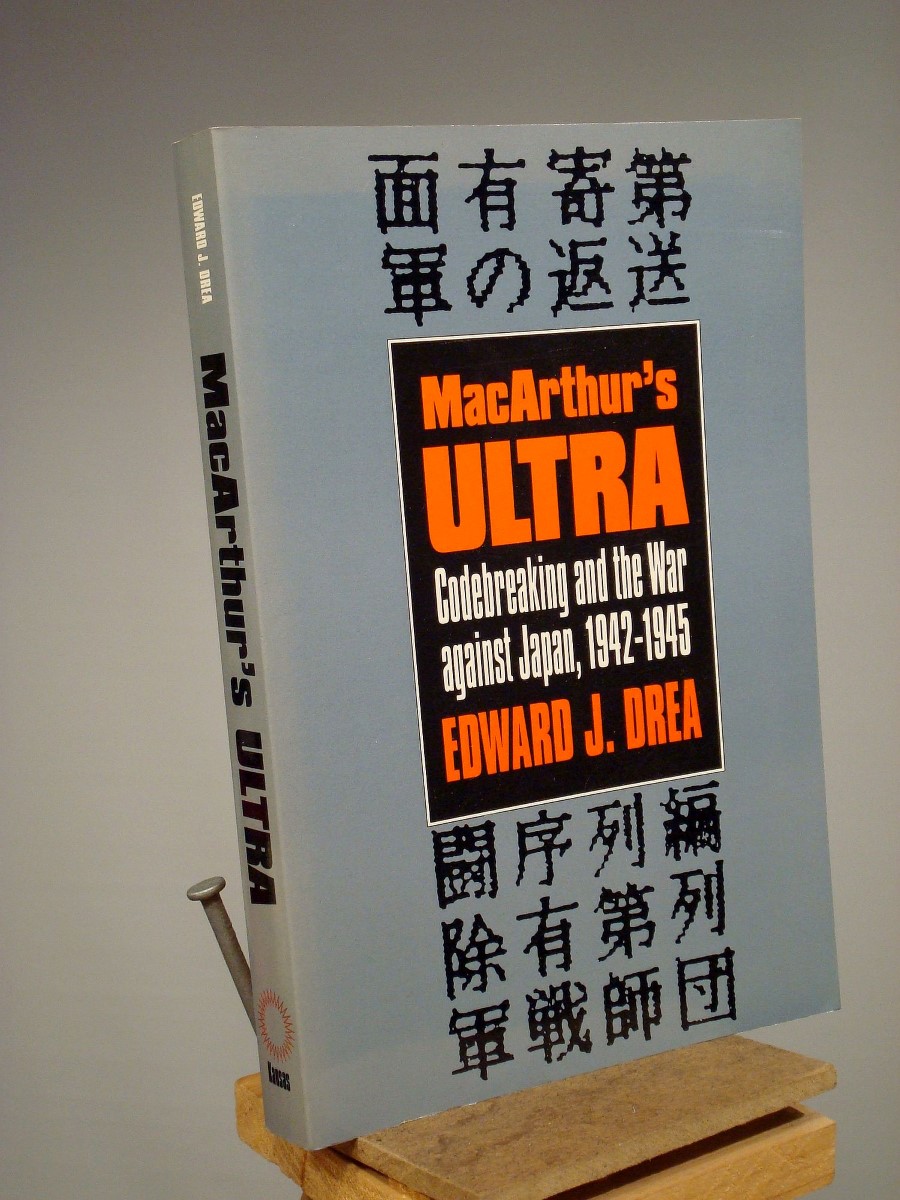 面有寄第
軍の返送
MacArthur's
ULTRA
Codebreaking and the War
against Japan, 1942-1945
EDWARD J. DREA
闘序列編
除有第列
軍戦師団
EDWARD J. DREA
MacArthur's ULTRA
Kansas